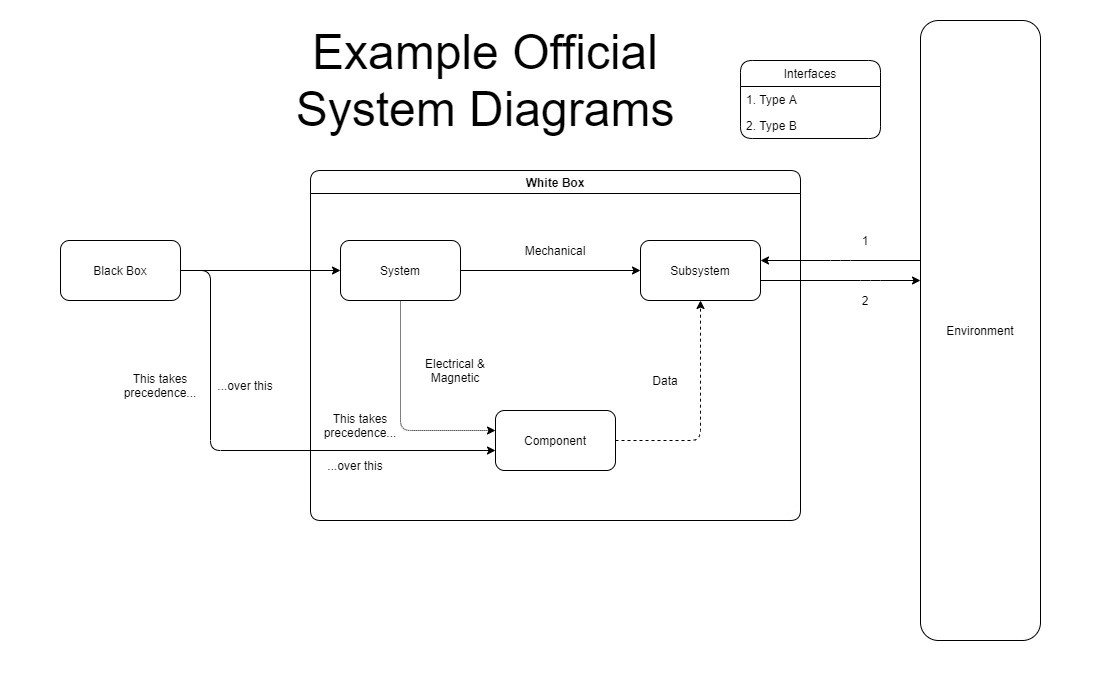 Example Official
System Diagrams
Interfaces
1. Type A
2. Type B
White Box
Black Box
System
Mechanical
Subsystem
1
2
Environment
Electrical &
Magnetic
Data
This takes
precedence...
...over this
This takes
precedence...
...over this
Component